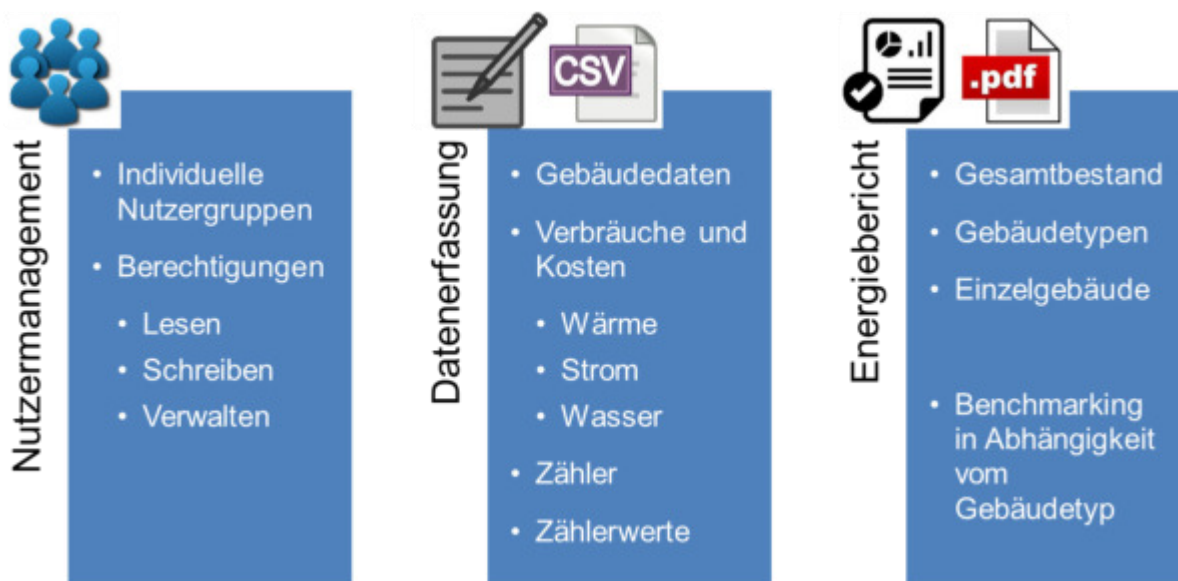 Nutzermanagement
Individuelle
Nutzergruppen
Berechtigungen
Lesen
Schreiben
Verwalten
CSV
Datenerfassung
Gebäudedaten
Verbräuche und
Kosten
Wärme
Strom
Wasser
Zähler
Zählerwerte
.pdf
Energiebericht
Gesamtbestand
Gebäudetypen
Einzelgebäude
Benchmarking
in Abhängigkeit
vom
Gebäudetyp